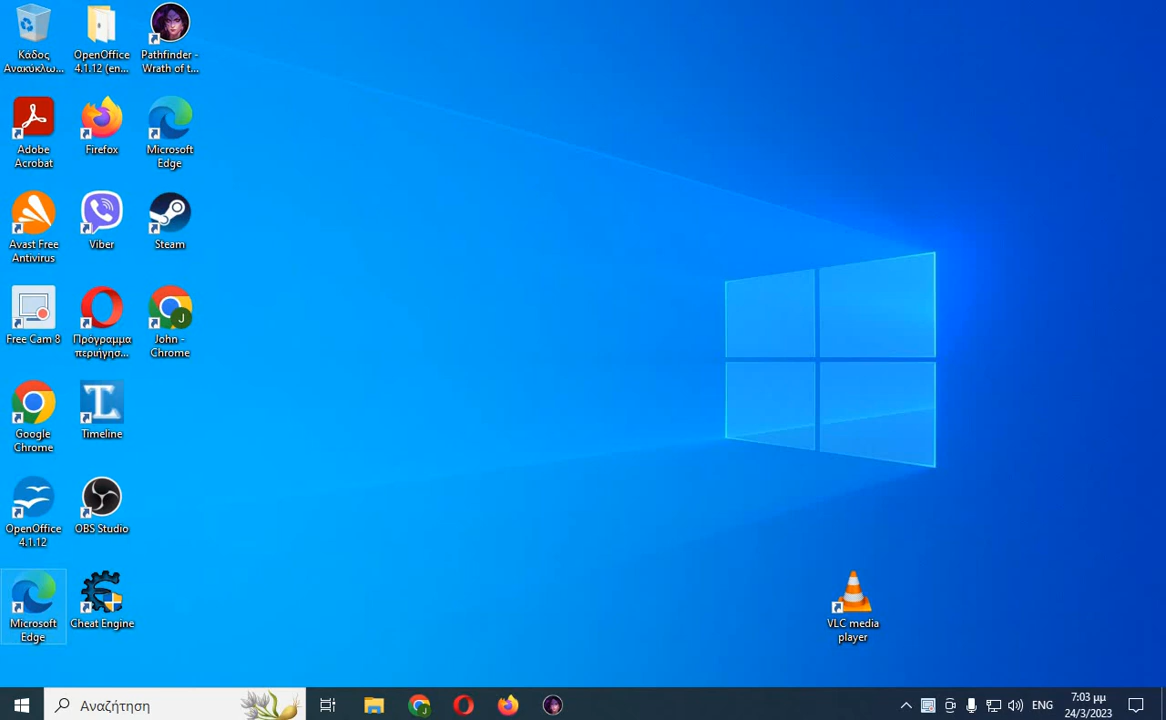 Κάδος
Ανακύκλω...
OpenOffice
4.1.12 (en...
Pathfinder -
Wrath of t...
Adobe
Acrobat
Firefox
Microsoft
Edge
Avast Free
Antivirus
Viber
Steam
Free Cam 8
Πρόγραμμα
περιήγησ...
J
John -
Chrome
Google
Chrome
Timeline
OpenOffice
4.1.12
OBS Studio
Microsoft
Edge
Cheat Engine
VLC media
player
Αναζήτηση
ENG
7:03 μμ
24/3/2023